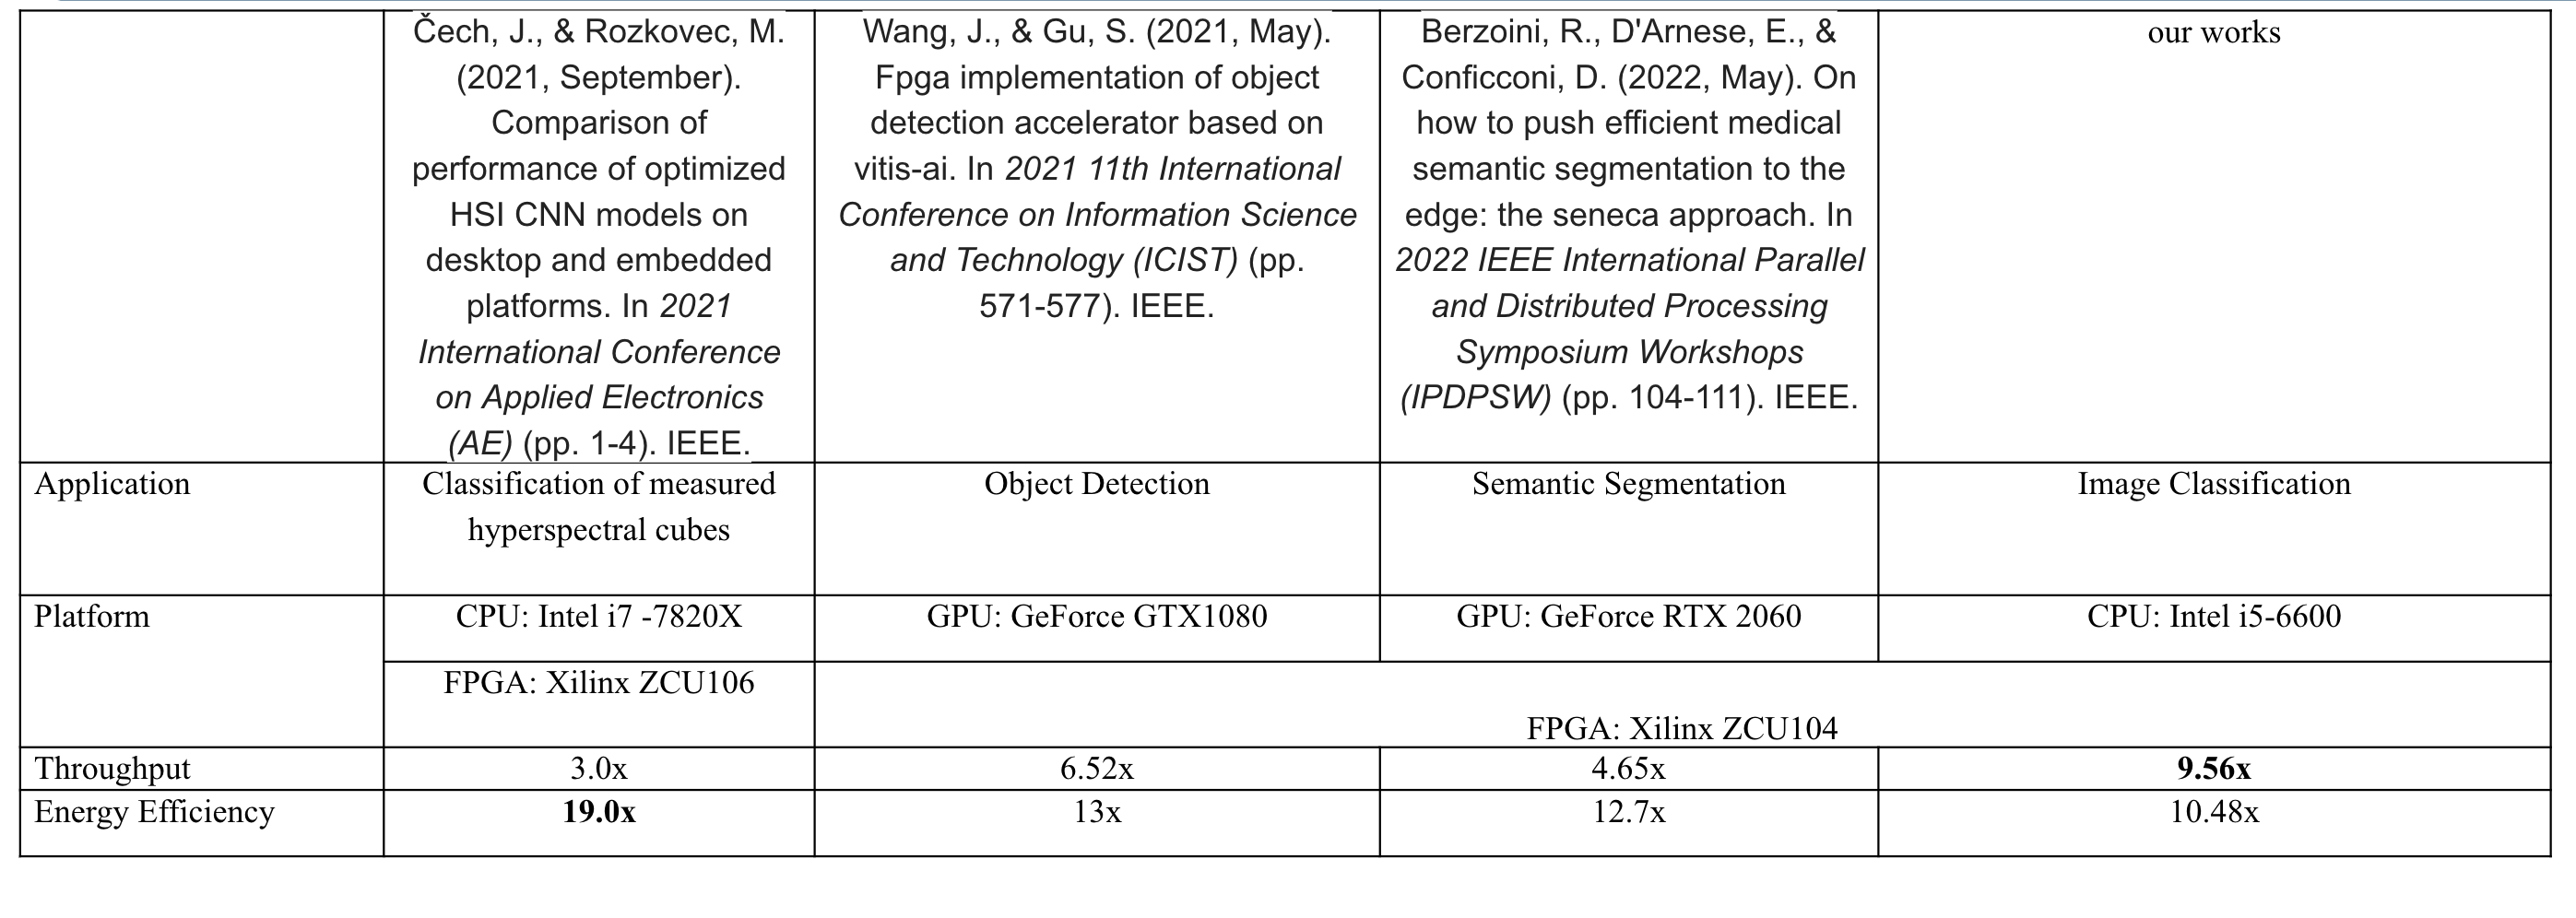 Čech, J., & Rozkovec, M.
(2021, September).
Comparison of
performance of optimized
HSI CNN models on
desktop and embedded
platforms. In 2021
International Conference
on Applied Electronics
(AE) (pp. 1-4). IEEE.
Wang, J., & Gu, S. (2021, May).
Fpga implementation of object
detection accelerator based on
vitis-ai. In 2021 11th International
Conference on Information Science
and Technology (ICIST) (pp.
571-577). IEEE.
Berzoini, R., D'Arnese, E., &
Conficconi, D. (2022, May). On
how to push efficient medical
semantic segmentation to the
edge: the seneca approach. In
2022 IEEE International Parallel
and Distributed Processing
Symposium Workshops
(IPDPSW) (pp. 104-111). IEEE.
our works
Application
Classification of measured
hyperspectral cubes
Object Detection
Semantic Segmentation
Image Classification
Platform
CPU: Intel i7 -7820X
GPU: GeForce GTX1080
GPU: GeForce RTX 2060
CPU: Intel i5-6600
FPGA: Xilinx ZCU106
FPGA: Xilinx ZCU104
Throughput
3.0x
6.52x
4.65x
9.56x
Energy Efficiency
19.0x
13x
12.7x
10.48x